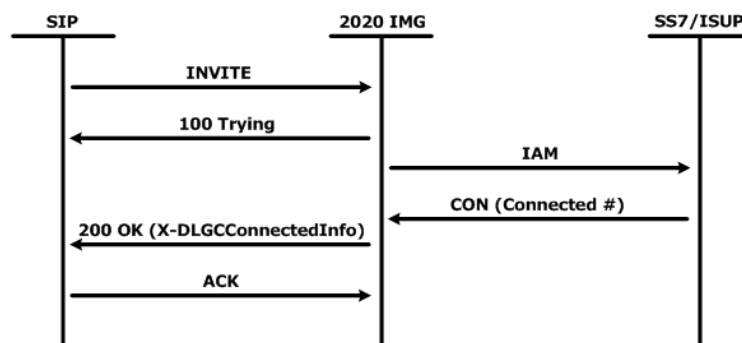 SIP 2020 IMG SS7/ISUP
INVITE
100 Trying
IAM
CON (Connected #)
200 OK (X-DLGCConnectedInfo)
ACK